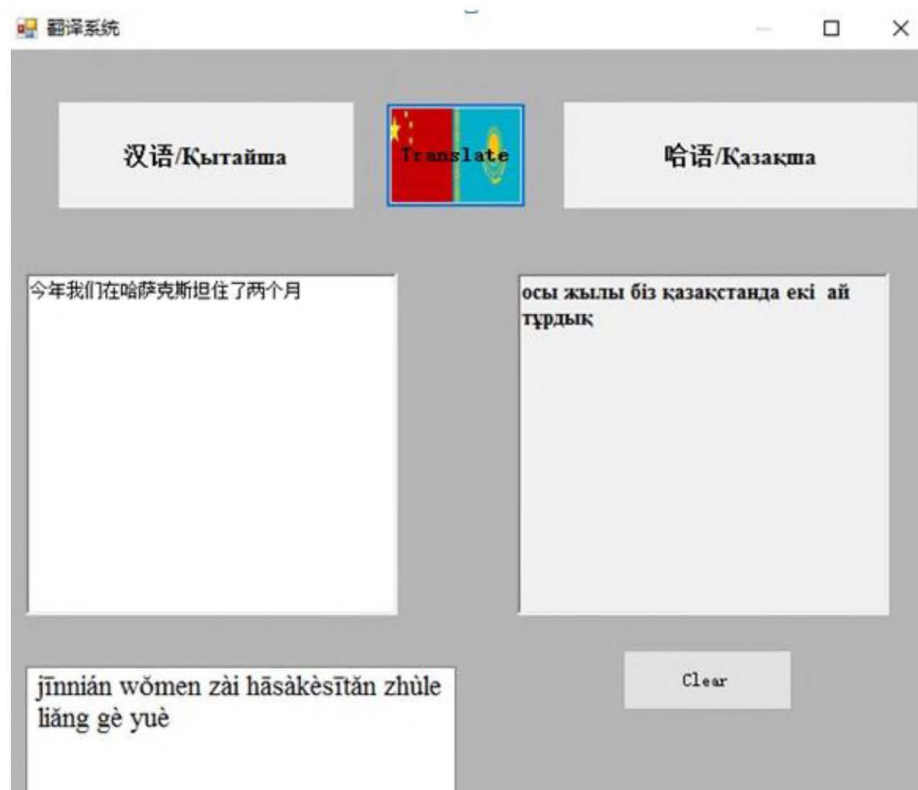 翻译系统
汉语/Қытайша
Translate
哈语/Қазақша
今年我们在哈萨克斯坦住了两个月
осы жылы біз қазақстанда екі  ай
тұрдық
Clear
jīnnián wǒmen zài hāsàkèsītǎn zhùle
liǎng gè yuè